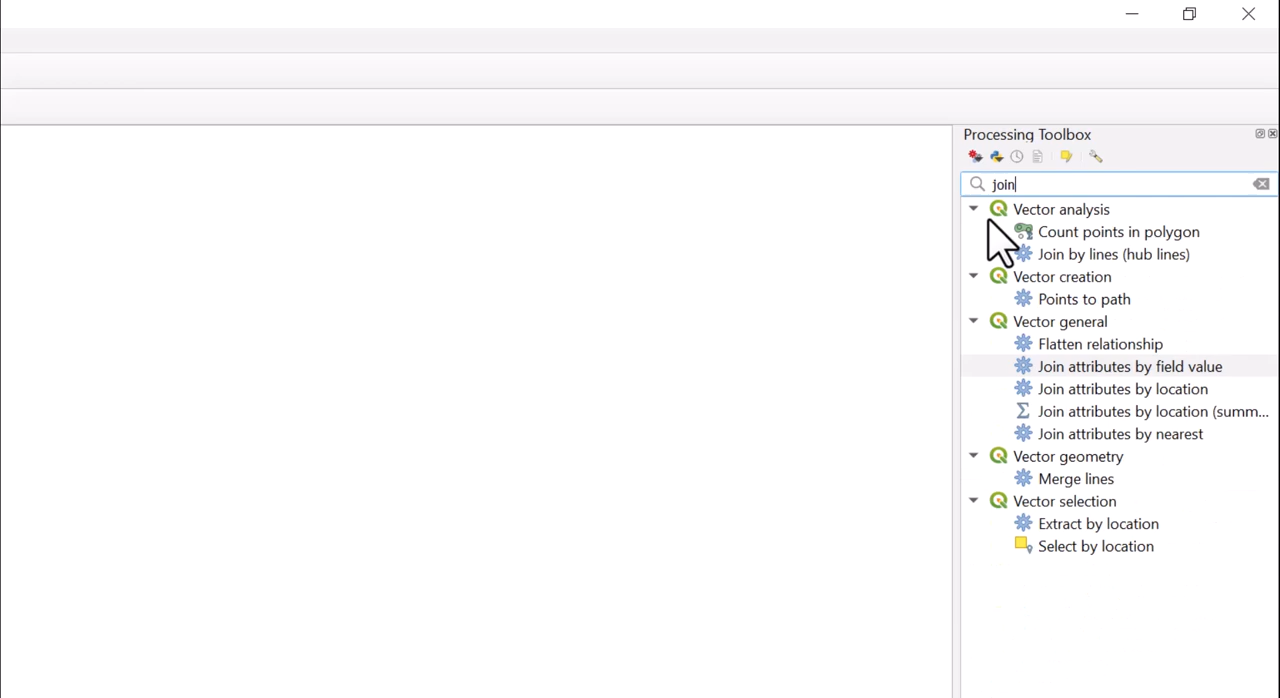 Processing Toolbox
join
Vector analysis
Count points in polygon
Join by lines (hub lines)
Vector creation
Points to path
Vector general
Flatten relationship
Join attributes by field value
Join attributes by location
Join attributes by location (summ...
Join attributes by nearest
Vector geometry
Merge lines
Vector selection
Extract by location
Select by location